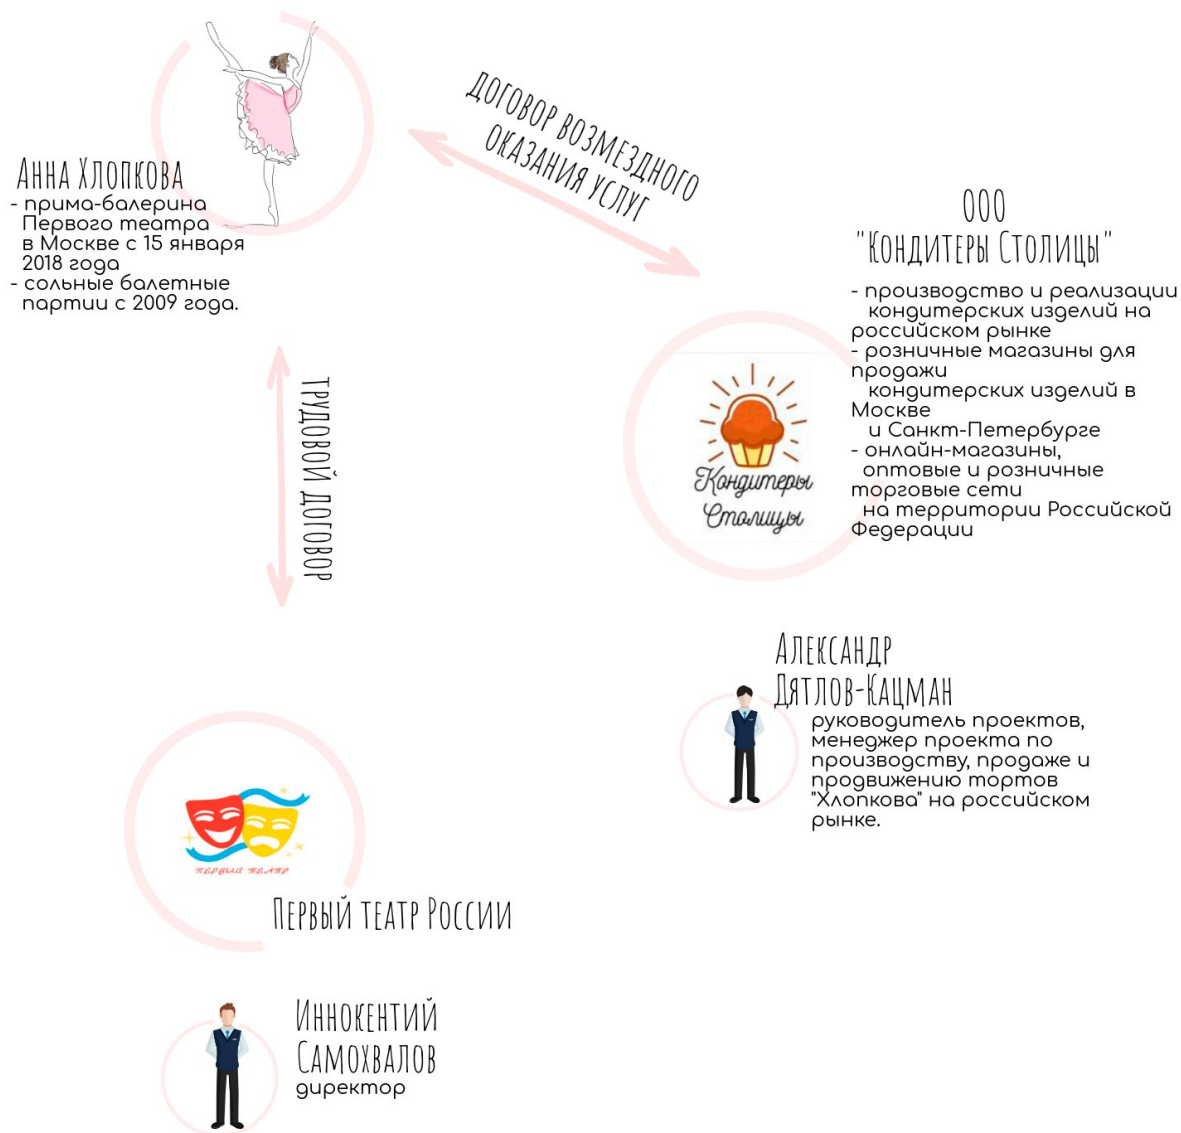 ДОГОВОР ВОЗМЕЗДНОГО
ОКАЗАНИЯ УСЛУГ
АННА ХЛОПКОВА
- прима-балерина
Первого театра
в Москве с 15 января
2018 года
- сольные балетные
партии с 2009 года.
ООО
"КОНДИТЕРЫ СТОЛИЦЫ"
- производство и реализации
кондитерских изделий на
российском рынке
- розничные магазины для
продажи
кондитерских изделий в
Москве
и Санкт-Петербурге
- онлайн-магазины,
оптовые и розничные
торговые сети
на территории Российской
Федерации
Кондитеры
Столицы
ТРУДОВОЙ ДОГОВОР
АЛЕКСАНДР
ДЯТЛОВ-КАЦМАН
руководитель проектов,
менеджер проекта по
производству, продаже и
продвижению тортов
"Хлопкова" на российском
рынке.
ПЕРВЫЙ ТЕАТР
ПЕРВЫЙ ТЕАТР РОССИИ
ИННОКЕНТИЙ
САМОХВАЛОВ
директор